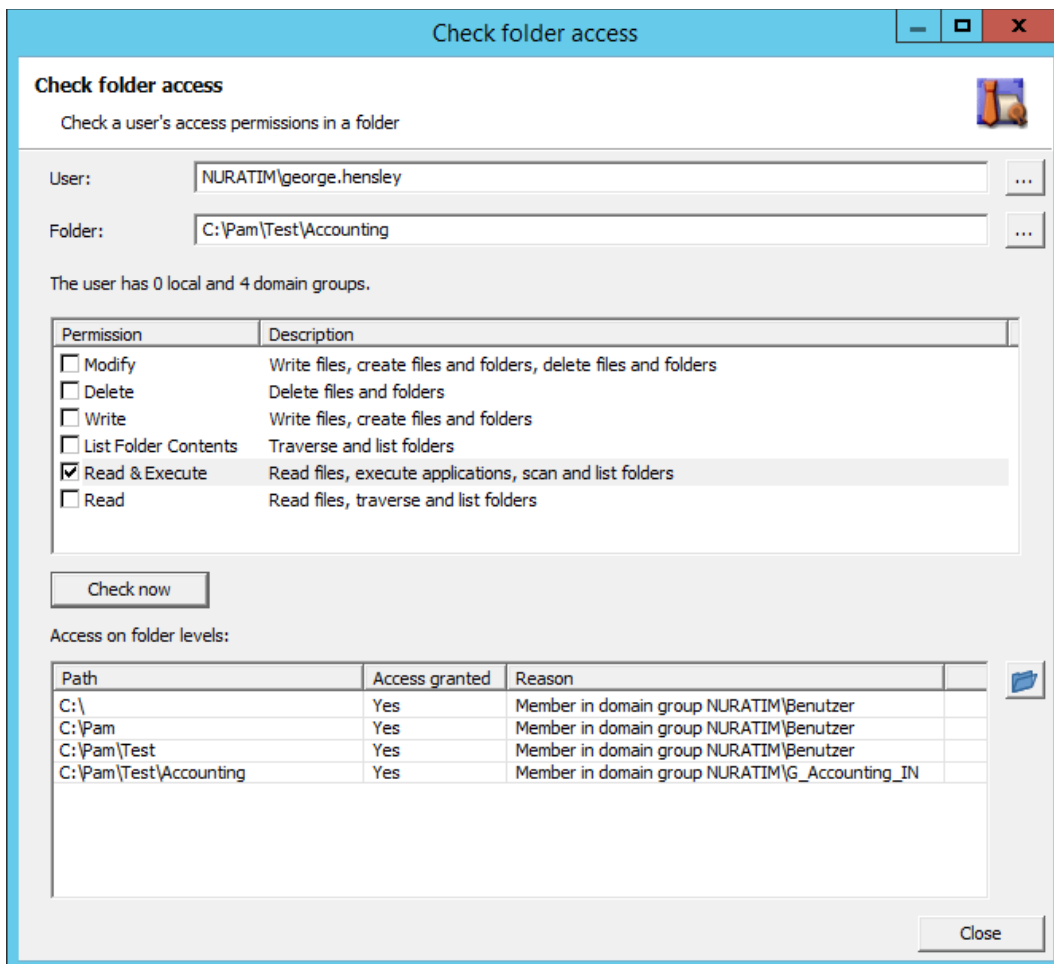 Check folder access
Check folder access
Check a user's access permissions in a folder
User: NURATIM\george.hensley ...
Folder: C:\Pam\Test\Accounting ...
The user has 0 local and 4 domain groups.
Permission Description
Modify Write files, create files and folders, delete files and folders
Delete Delete files and folders
Write Write files, create files and folders
List Folder Contents Traverse and list folders
Read & Execute Read files, execute applications, scan and list folders
Read Read files, traverse and list folders
Check now
Access on folder levels:
Path Access granted Reason
C:\ Yes Member in domain group NURATIM\Benutzer
C:\Pam Yes Member in domain group NURATIM\Benutzer
C:\Pam\Test Yes Member in domain group NURATIM\Benutzer
C:\Pam\Test\Accounting Yes Member in domain group NURATIM\G_Accounting_IN
Close